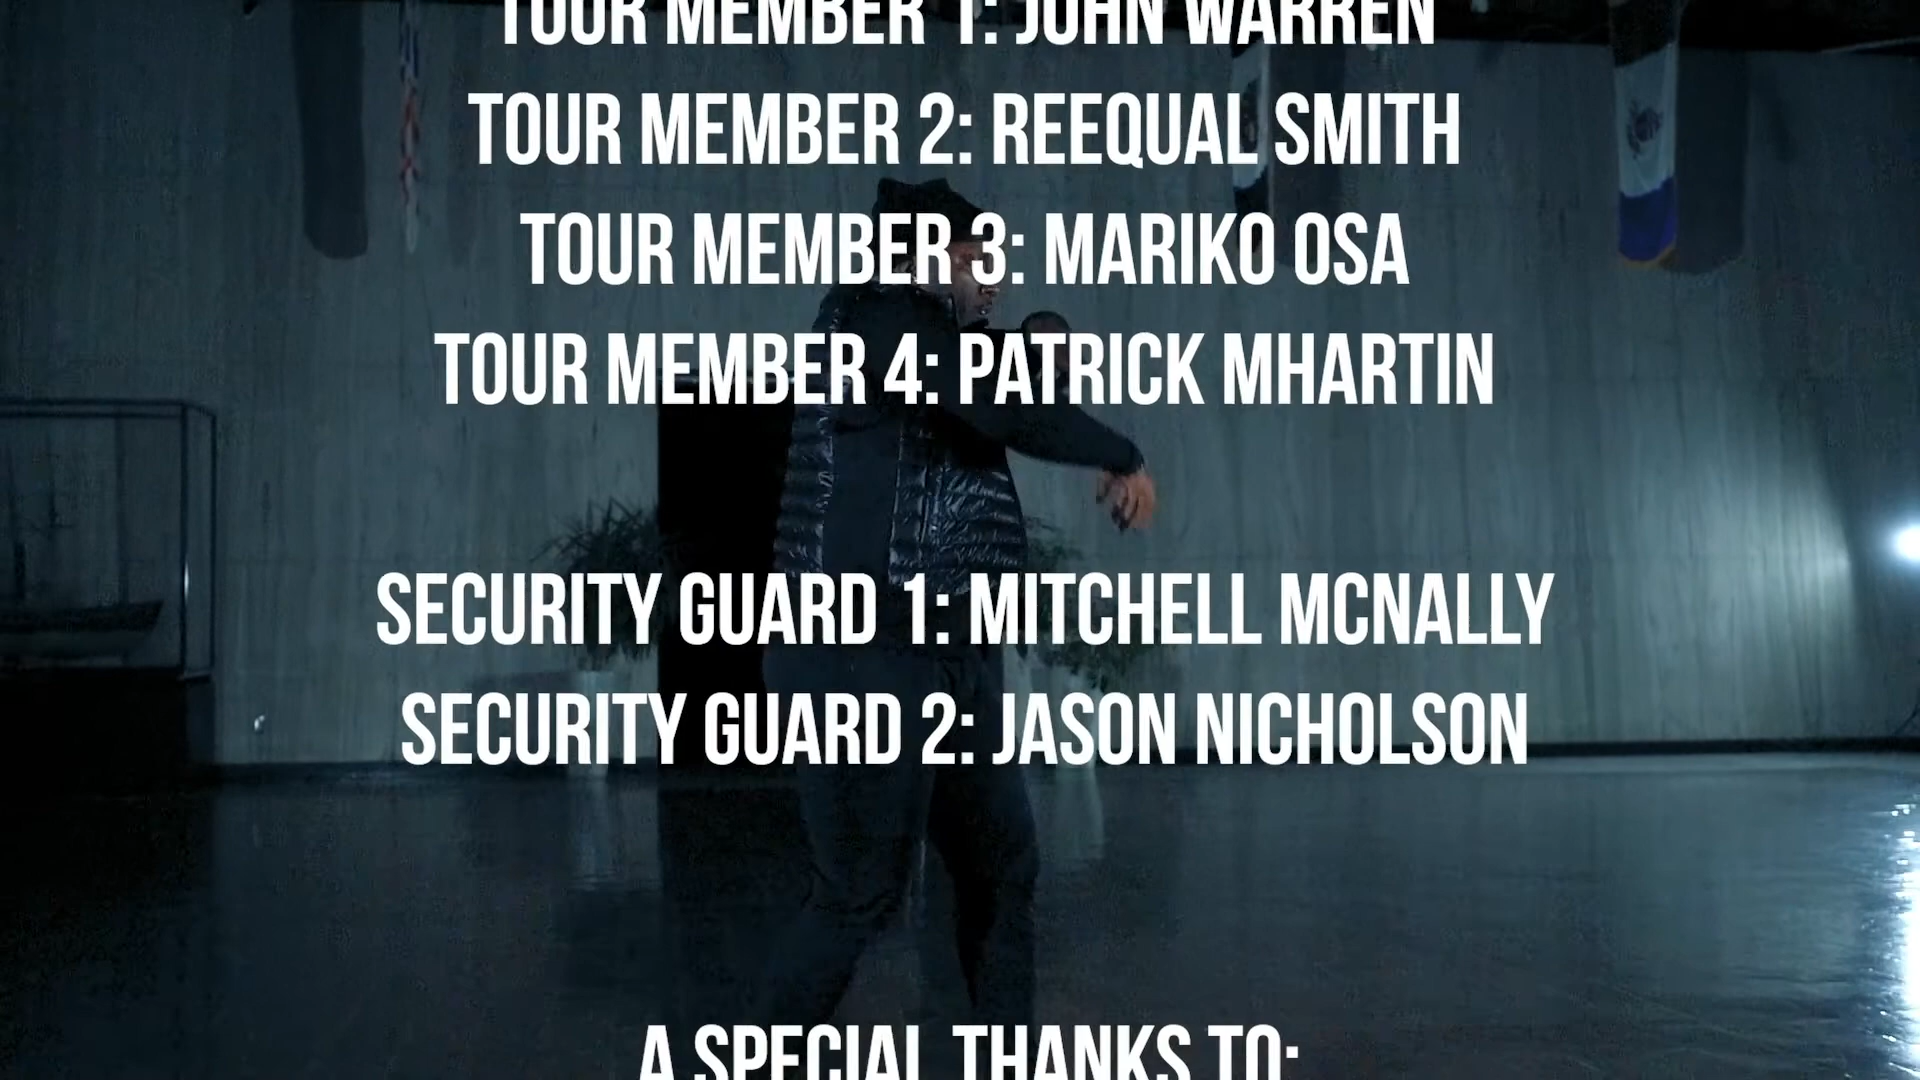 TOUR MEMBER 1: JOHN WARREN
TOUR MEMBER 2: REEQUAL SMITH
TOUR MEMBER 3: MARIKO OSA
TOUR MEMBER 4: PATRICK MHARTIN
SECURITY GUARD 1: MITCHELL MCNALLY
SECURITY GUARD 2: JASON NICHOLSON
A SPECIAL THANKS TO: